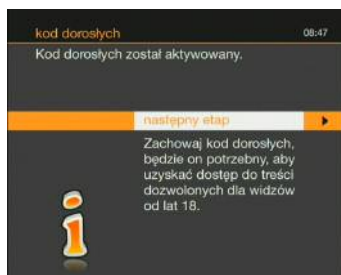 kod dorosłych 08:47
Kod dorosłych został aktywowany.
następny etap
Zachowaj kod dorosłych,
będzie on potrzebny, aby
uzyskać dostęp do treści
dozwolonych dla widzów
od lat 18.